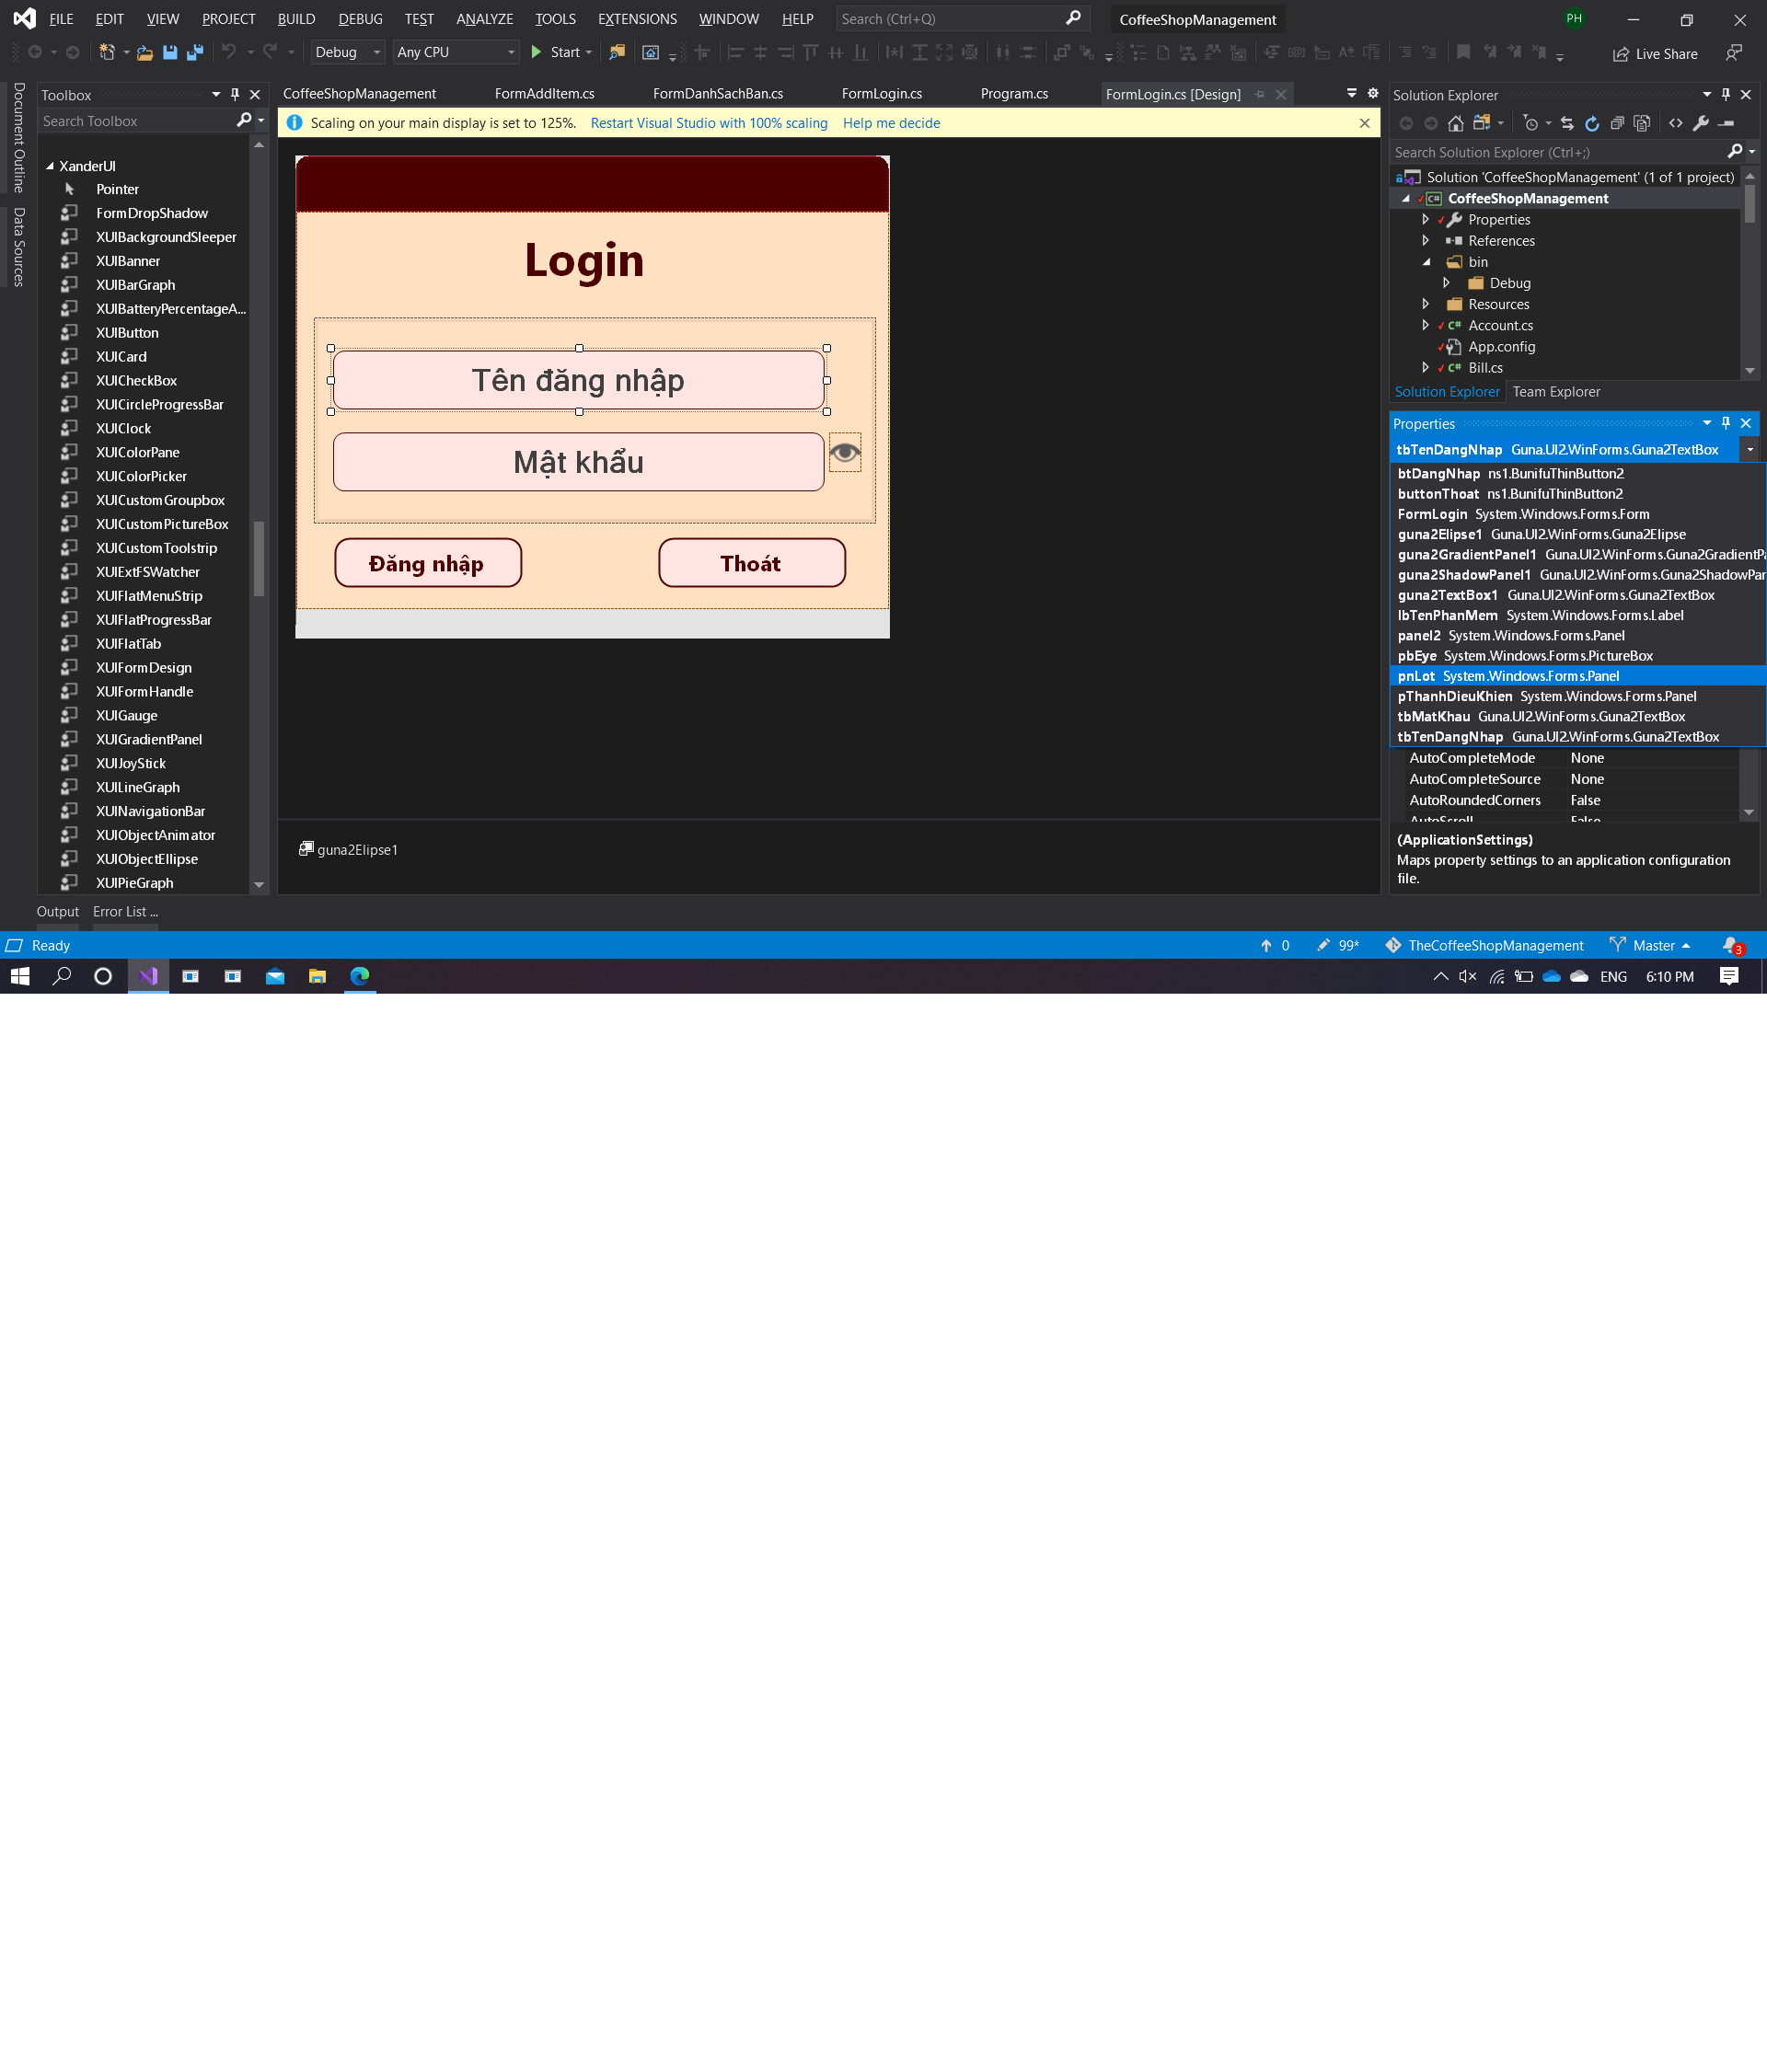 FILE EDIT VIEW PROJECT BUILD DEBUG TEST ANALYZE TOOLS EXTENSIONS WINDOW HELP Search (Ctrl+Q) CoffeeShopManagement PH
Debug Any CPU Start Live Share
Document Outline
Data Sources
Toolbox
Search Toolbox
XanderUI
Pointer
FormDropShadow
XUIBackgroundSleeper
XUIBanner
XUIBarGraph
XUIBatteryPercentageA...
XUIButton
XUICard
XUICheckBox
XUICircleProgressBar
XUIClock
XUIColorPane
XUIColorPicker
XUICustomGroupbox
XUICustomPictureBox
XUICustomToolstrip
XUIExtFSWatcher
XUIFlatMenuStrip
XUIFlatProgressBar
XUIFlatTab
XUIFormDesign
XUIFormHandle
XUIGauge
XUIGradientPanel
XUIJoyStick
XUILineGraph
XUINavigationBar
XUIObjectAnimator
XUIObjectEllipse
XUIPieGraph
CoffeeShopManagement FormAddItem.cs FormDanhSachBan.cs FormLogin.cs Program.cs FormLogin.cs [Design]
Scaling on your main display is set to 125%. Restart Visual Studio with 100% scaling Help me decide
Login
Tên đăng nhập
Mật khẩu
Đăng nhập Thoát
guna2Elipse1
Solution Explorer
Search Solution Explorer (Ctrl+;)
Solution 'CoffeeShopManagement' (1 of 1 project)
C# CoffeeShopManagement
Properties
References
bin
Debug
Resources
C# Account.cs
App.config
C# Bill.cs
Solution Explorer Team Explorer
Properties
tbTenDangNhap Guna.UI2.WinForms.Guna2TextBox
btDangNhap ns1.BunifuThinButton2
buttonThoat ns1.BunifuThinButton2
FormLogin System.Windows.Forms.Form
guna2Elipse1 Guna.UI2.WinForms.Guna2Elipse
guna2GradientPanel1 Guna.UI2.WinForms.Guna2GradientPa
guna2ShadowPanel1 Guna.UI2.WinForms.Guna2ShadowPan
guna2TextBox1 Guna.UI2.WinForms.Guna2TextBox
lbTenPhanMem System.Windows.Forms.Label
panel2 System.Windows.Forms.Panel
pbEye System.Windows.Forms.PictureBox
pnLot System.Windows.Forms.Panel
pThanhDieuKhien System.Windows.Forms.Panel
tbMatKhau Guna.UI2.WinForms.Guna2TextBox
tbTenDangNhap Guna.UI2.WinForms.Guna2TextBox
AutoCompleteMode None
AutoCompleteSource None
AutoRoundedCorners False
AutoScroll False
(ApplicationSettings)
Maps property settings to an application configuration
file.
Output Error List ...
Ready 0 99* TheCoffeeShopManagement Master 3
ENG 6:10 PM